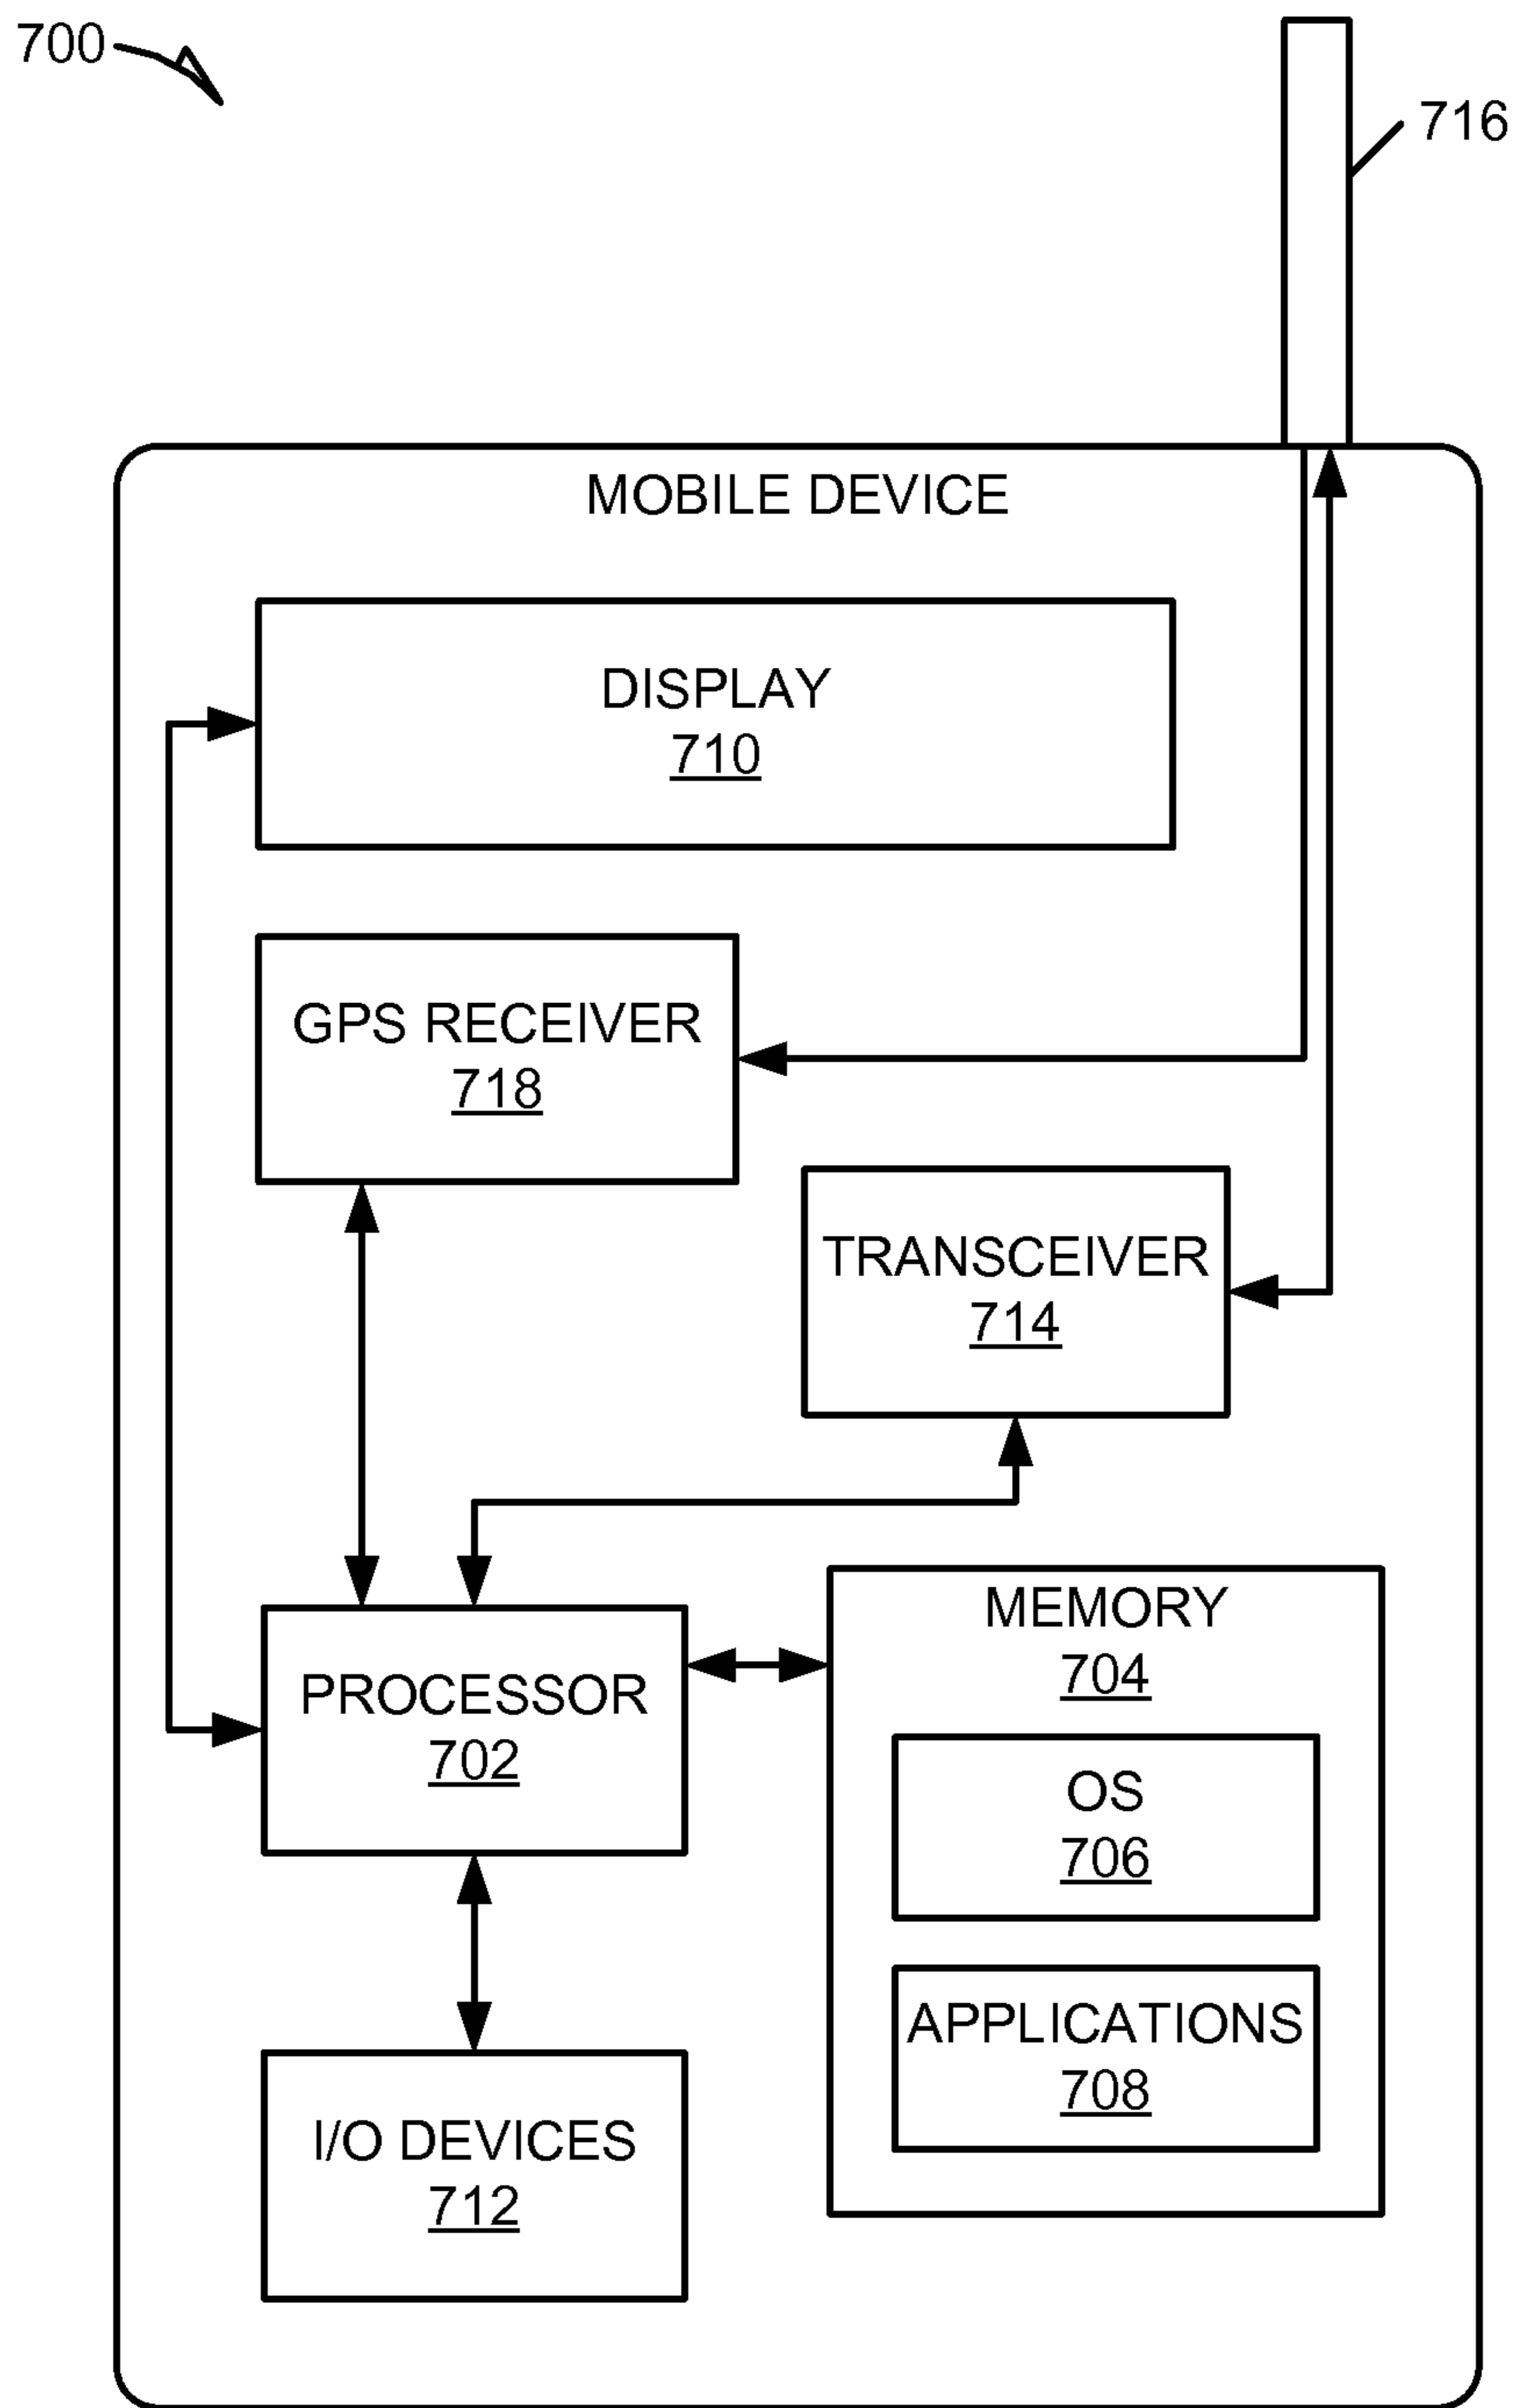 700
716
MOBILE DEVICE
DISPLAY
710
GPS RECEIVER
718
TRANSCEIVER
714
MEMORY
704
PROCESSOR
702
OS
706
APPLICATIONS
708
I/O DEVICES
712